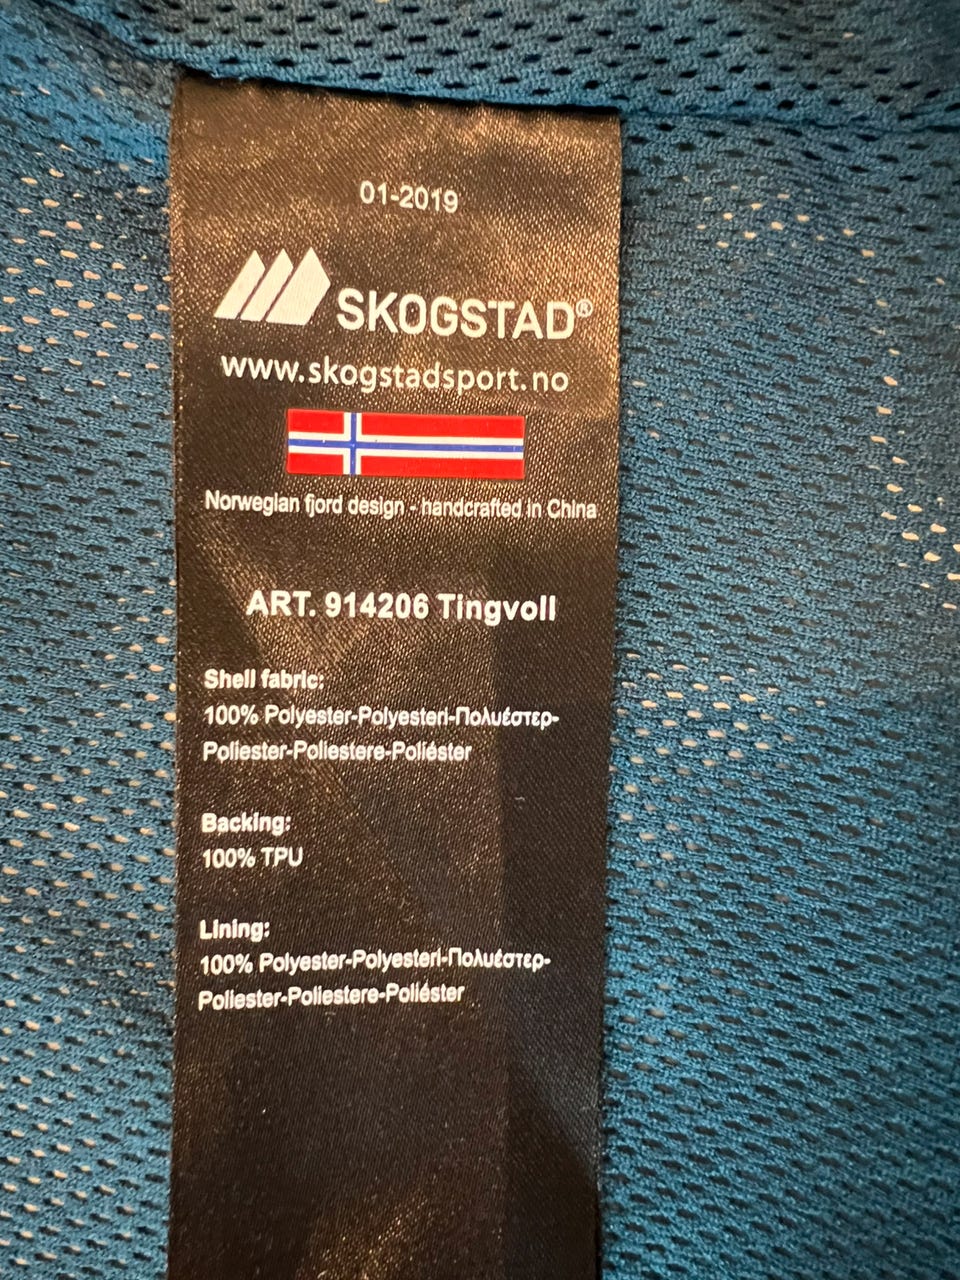 01-2019
SKOGSTAD®
www.skogstadsport.no
Norwegian fjord design - handcrafted in China
ART. 914206 Tingvoll
Shell fabric:
100% Polyester-Polyesteri-Πολυέστερ-
Poliester-Poliestere-Poliéster
Backing:
100% TPU
Lining:
100% Polyester-Polyesteri-Πολυέστερ-
Poliester-Poliestere-Poliéster